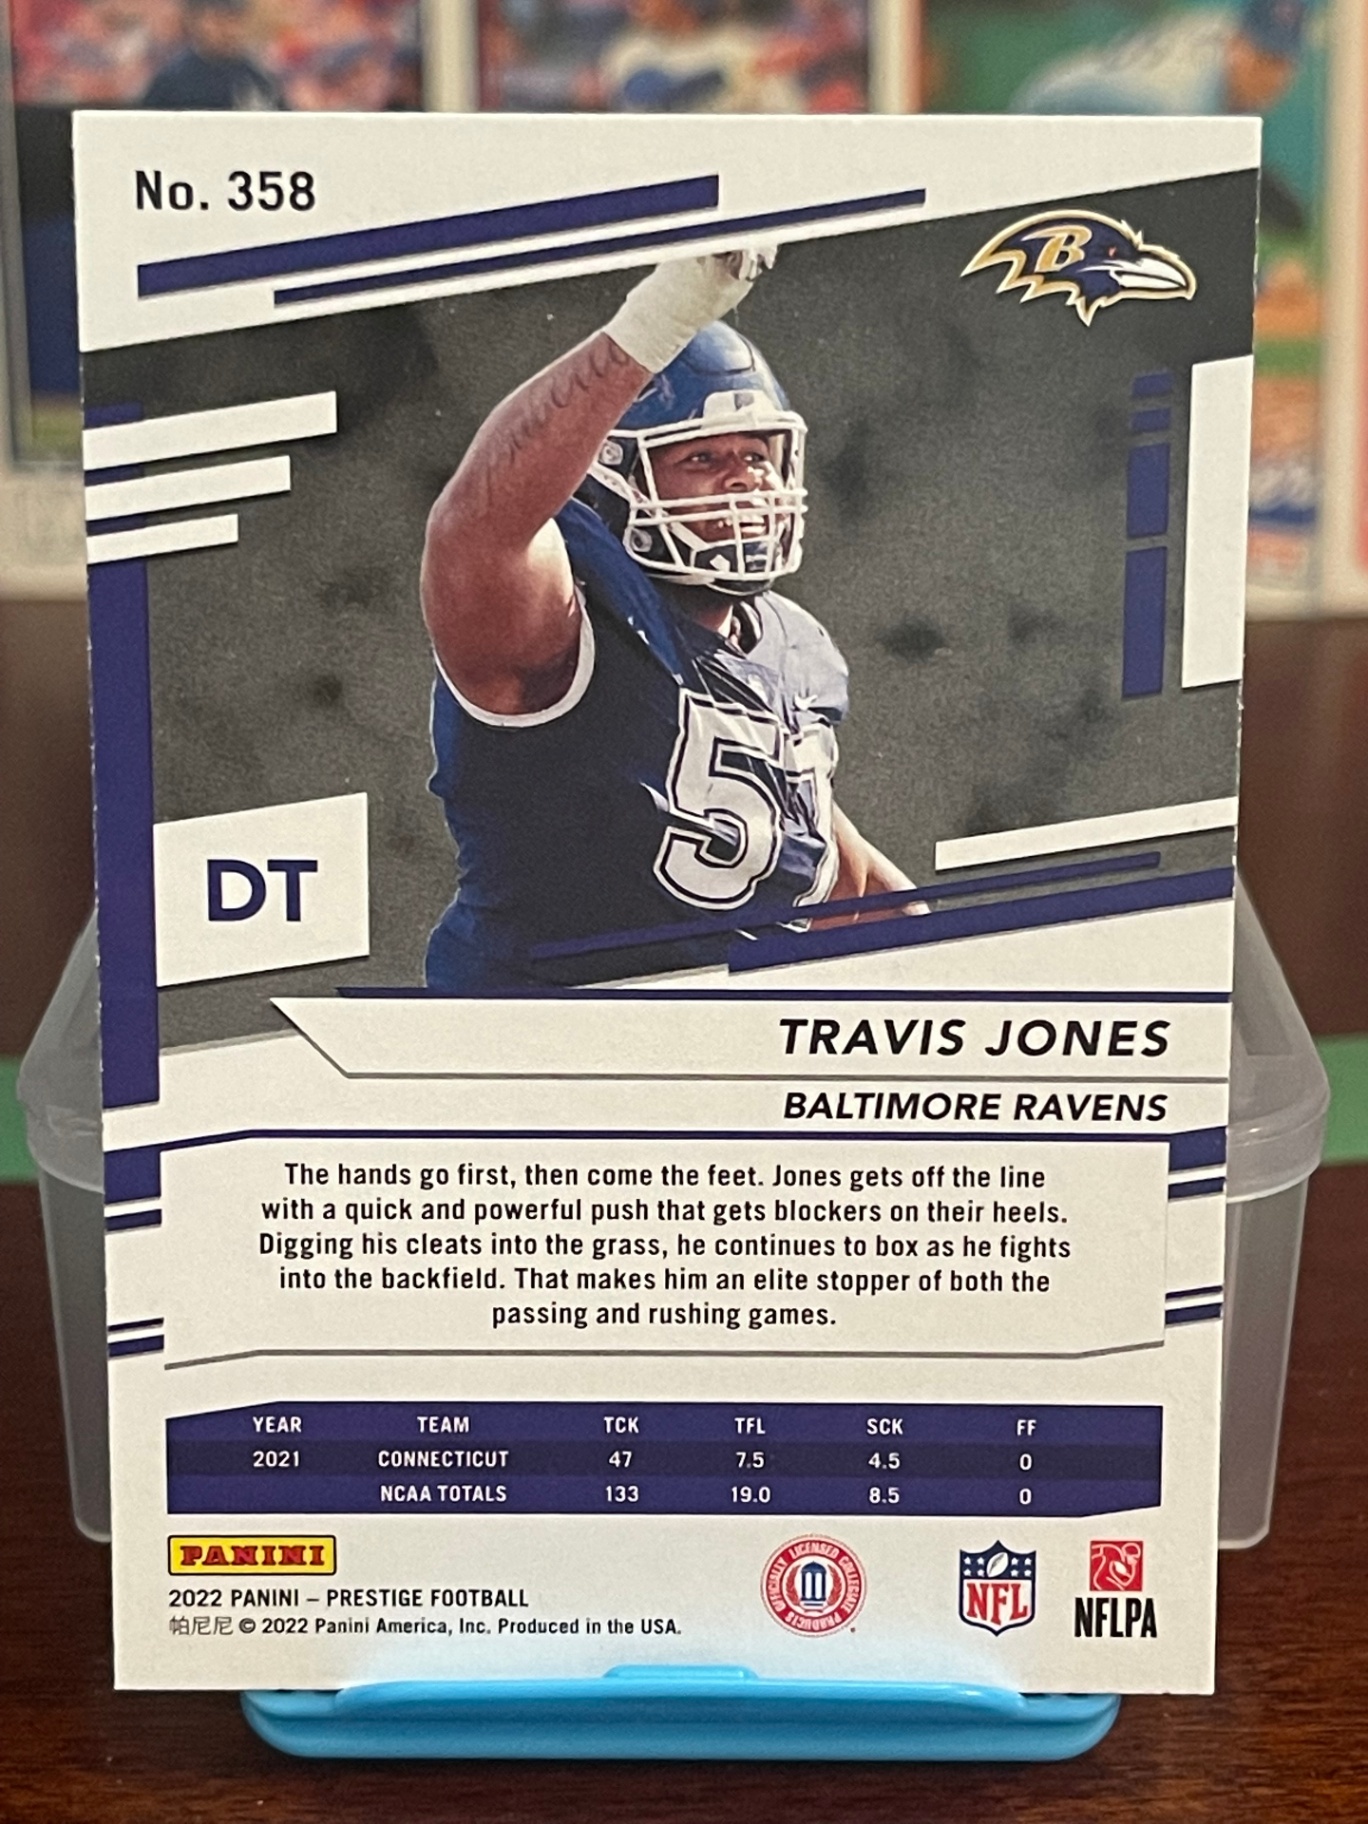 No. 358
B
57
DT
TRAVIS JONES
BALTIMORE RAVENS
The hands go first, then come the feet. Jones gets off the line
with a quick and powerful push that gets blockers on their heels.
Digging his cleats into the grass, he continues to box as he fights
into the backfield. That makes him an elite stopper of both the
passing and rushing games.
YEAR TEAM TCK TFL SCK FF
2021 CONNECTICUT 47 7.5 4.5 0
NCAA TOTALS 133 19.0 8.5 0
PANINI
2022 PANINI – PRESTIGE FOOTBALL
帕尼尼 © 2022 Panini America, Inc. Produced in the USA.
OFFICIALLY LICENSED COLLEGIATE PRODUCTS
NFL
NFLPA